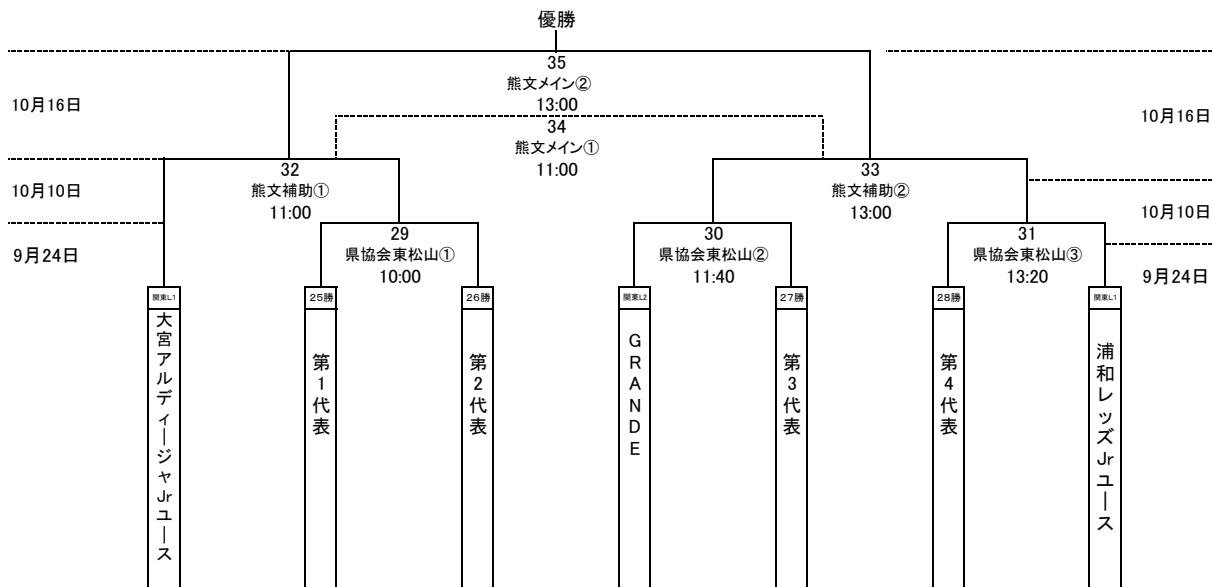 優勝
35
熊文メイン②
13:00
10月16日
10月16日
34
熊文メイン①
11:00
32
熊文補助①
11:00
33
熊文補助②
13:00
10月10日
10月10日
29
県協会東松山①
10:00
30
県協会東松山②
11:40
31
県協会東松山③
13:20
9月24日
9月24日
関東L1
25勝
26勝
関東L2
27勝
28勝
関東L1
大宮アルディージャJrユース
第1代表
第2代表
GRANDE
第3代表
第4代表
浦和レッズJrユース